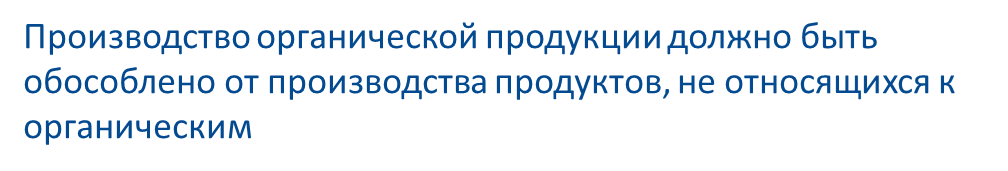 Производство органической продукции должно быть
обособлено от производства продуктов, не относящихся к
органическим